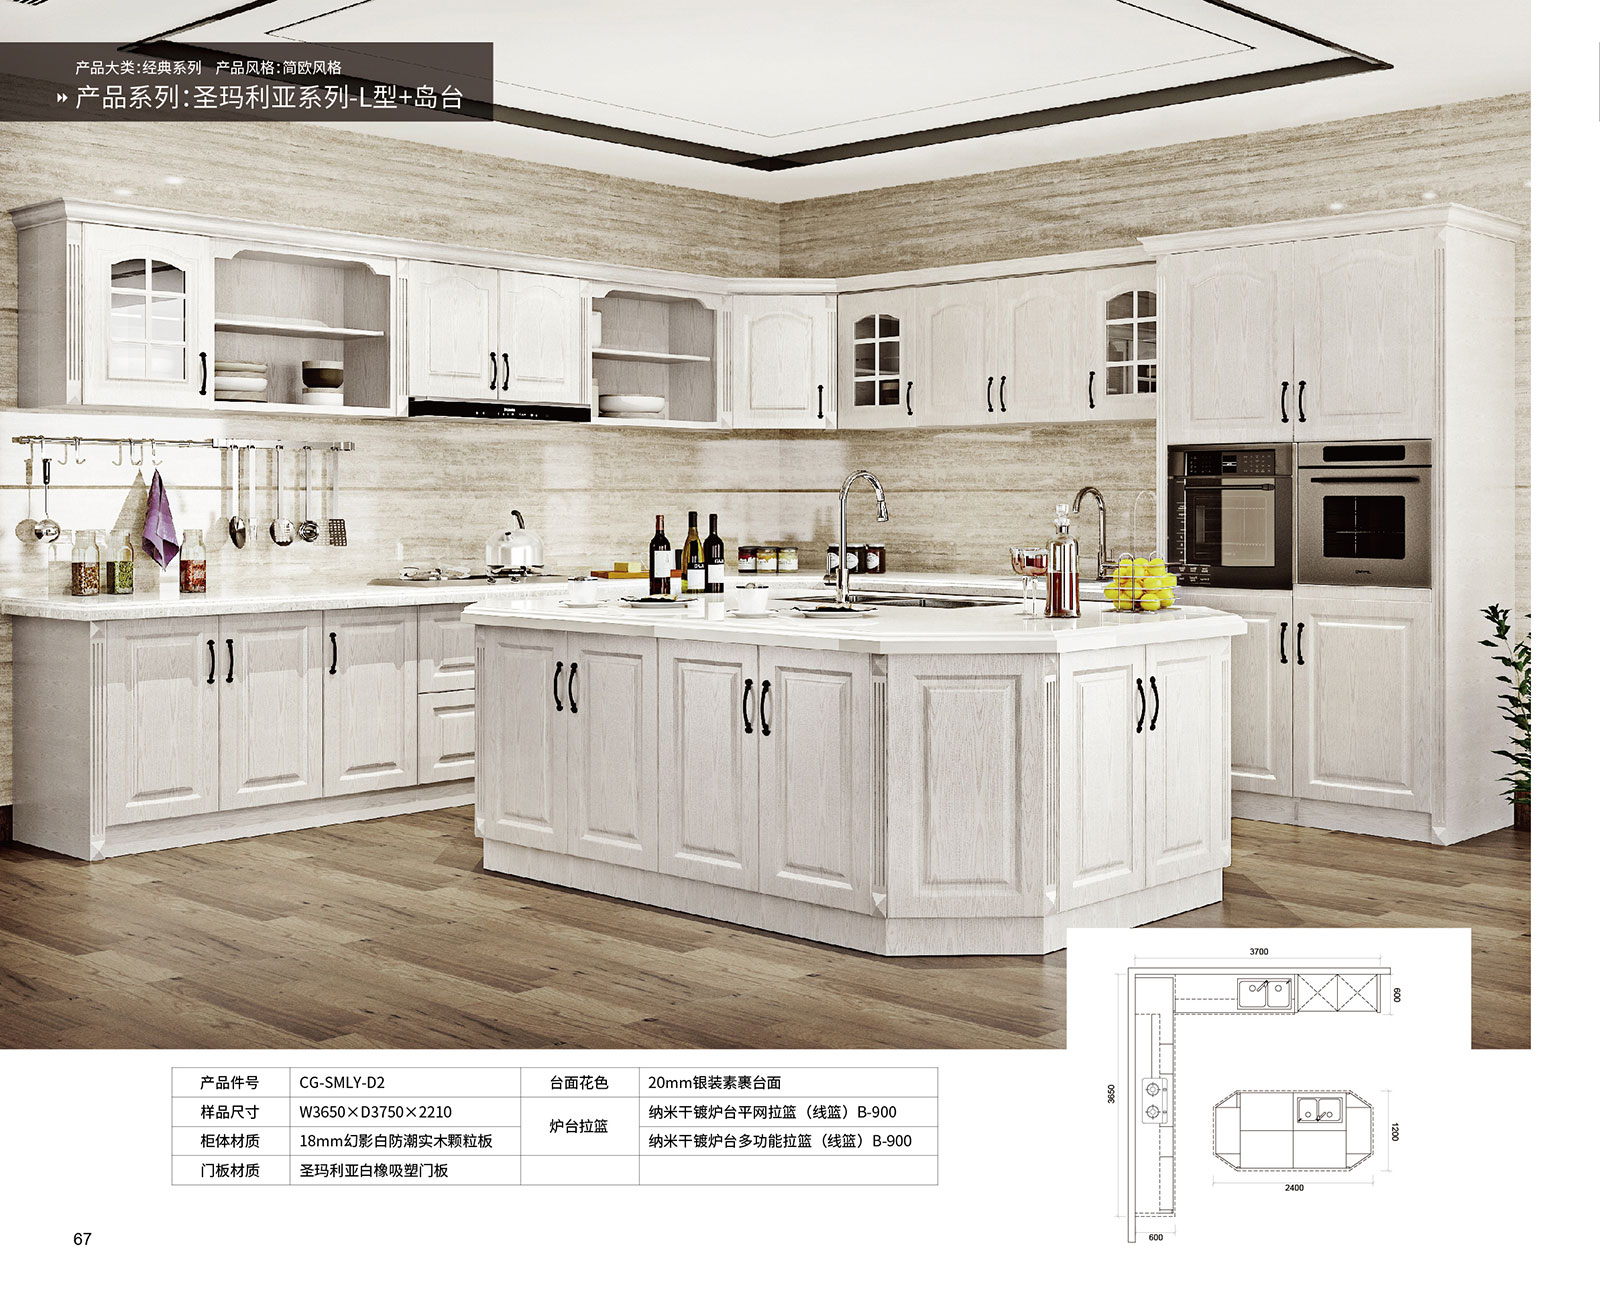 产品大类:经典系列 产品风格:简欧风格
产品系列:圣玛利亚系列-L型+岛台
3700
600
3650
1200
2400
600
产品件号 CG-SMLY-D2 台面花色 20mm银装素裹台面
样品尺寸 W3650×D3750×2210 炉台拉篮 纳米干镀炉台平网拉篮（线篮）B-900
柜体材质 18mm幻影白防潮实木颗粒板 纳米干镀炉台多功能拉篮（线篮）B-900
门板材质 圣玛利亚白橡吸塑门板
67